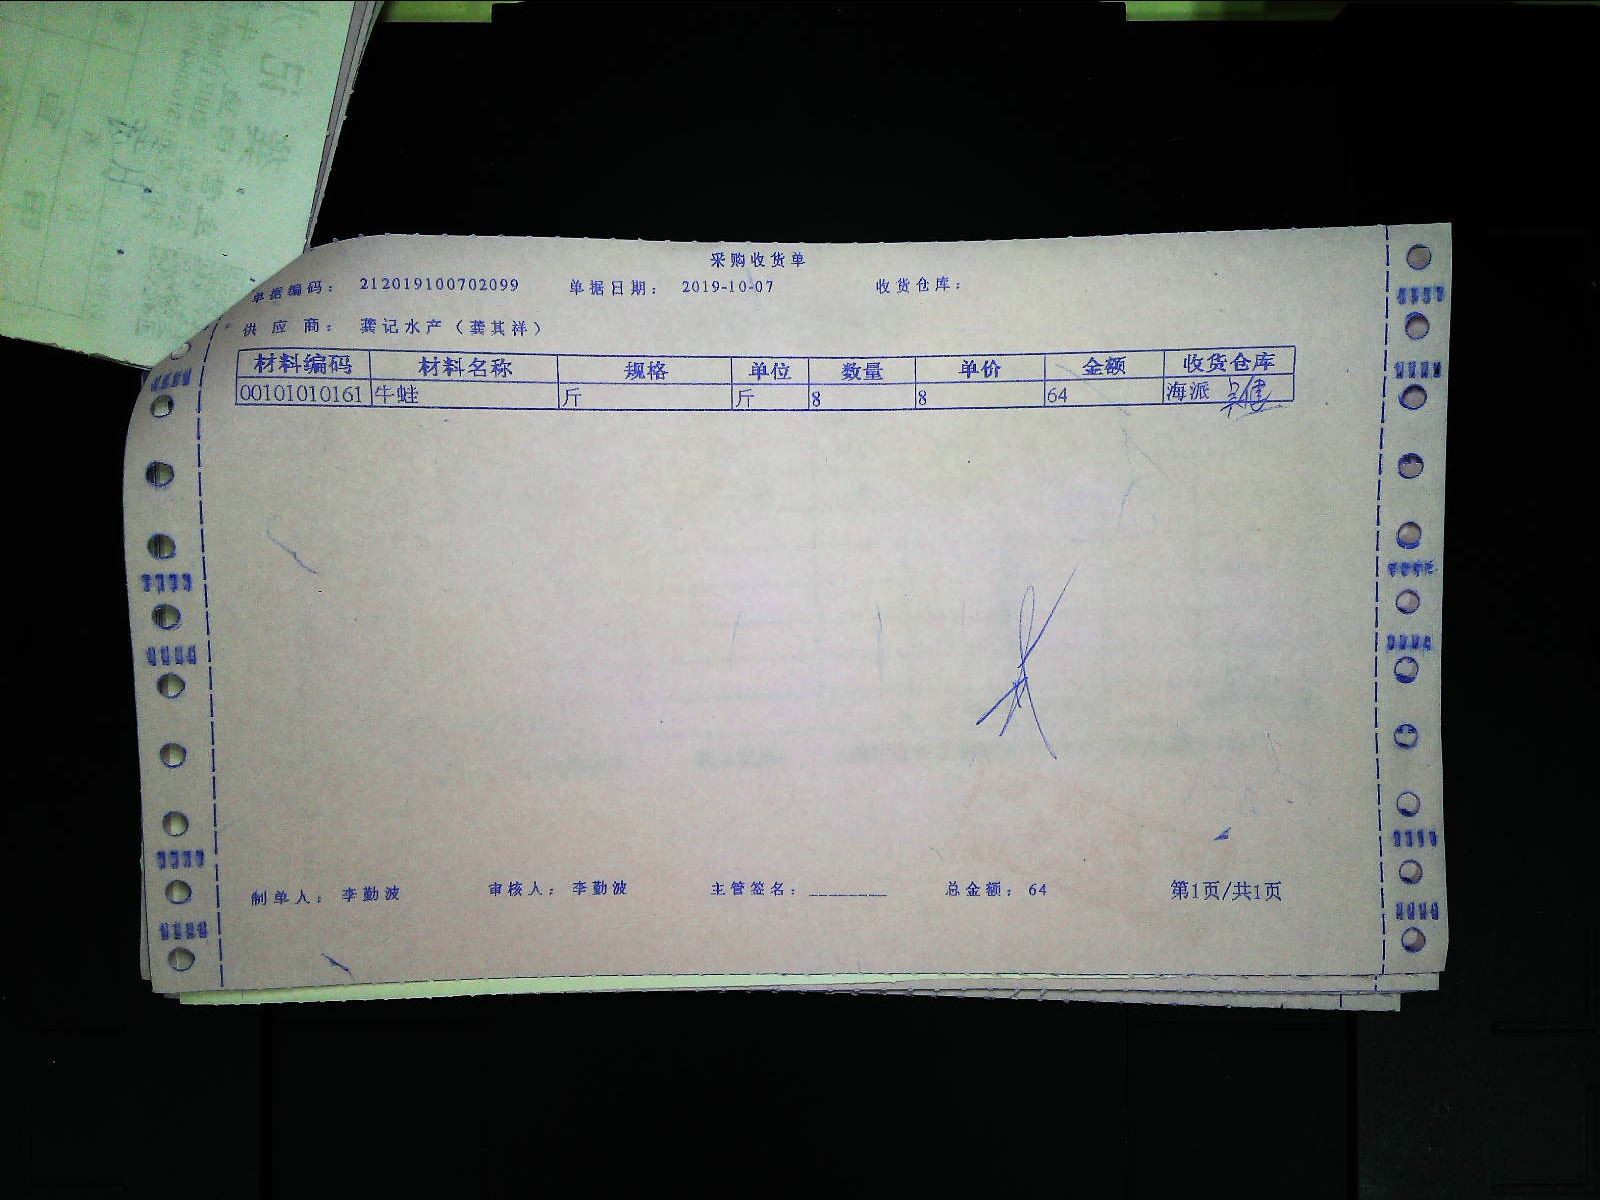 采购收货单
单据编码： 212019100702099 单据日期： 2019-10-07 收货仓库：
供应商： 龚记水产（龚其祥）
材料编码 材料名称 规格 单位 数量 单价 金额 收货仓库
00101010161 牛蛙 斤 斤 8 8 64 海派
制单人： 李勤波 审核人： 李勤波 主管签名：________ 总金额： 64 第1页/共1页